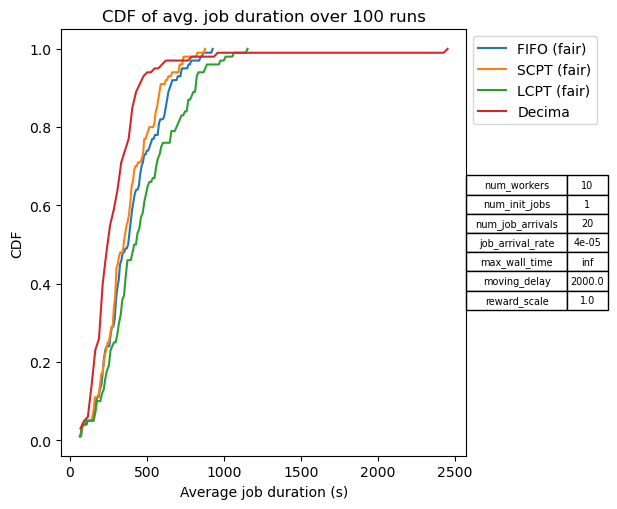 CDF of avg. job duration over 100 runs
CDF
1.0
0.8
0.6
0.4
0.2
0.0
0 500 1000 1500 2000 2500
Average job duration (s)
FIFO (fair)
SCPT (fair)
LCPT (fair)
Decima
num_workers 10
num_init_jobs 1
num_job_arrivals 20
job_arrival_rate 4e-05
max_wall_time inf
moving_delay 2000.0
reward_scale 1.0